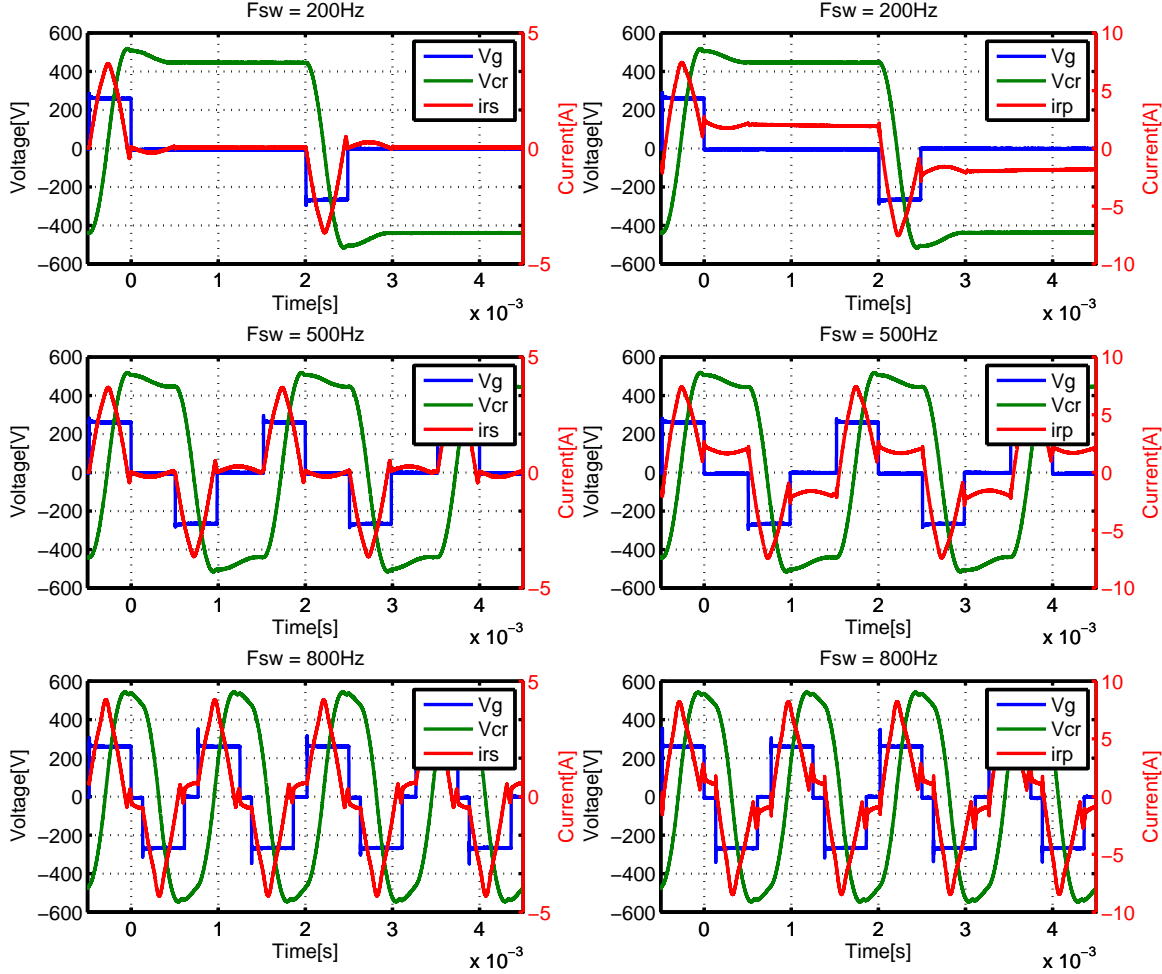 Fsw = 200Hz
600
400
200
0
−200
−400
−600
Voltage[V]
5
0
−5
Current[A]
Vg
Vcr
irs
0 1 2 3 4
Time[s]
x 10−3
Fsw = 200Hz
600
400
200
0
−200
−400
−600
Voltage[V]
10
5
0
−5
−10
Current[A]
Vg
Vcr
irp
0 1 2 3 4
Time[s]
x 10−3
Fsw = 500Hz
600
400
200
0
−200
−400
−600
Voltage[V]
5
0
−5
Current[A]
Vg
Vcr
irs
0 1 2 3 4
Time[s]
x 10−3
Fsw = 500Hz
600
400
200
0
−200
−400
−600
Voltage[V]
10
5
0
−5
−10
Current[A]
Vg
Vcr
irp
0 1 2 3 4
Time[s]
x 10−3
Fsw = 800Hz
600
400
200
0
−200
−400
−600
Voltage[V]
5
0
−5
Current[A]
Vg
Vcr
irs
0 1 2 3 4
Time[s]
x 10−3
Fsw = 800Hz
600
400
200
0
−200
−400
−600
Voltage[V]
10
5
0
−5
−10
Current[A]
Vg
Vcr
irp
0 1 2 3 4
Time[s]
x 10−3